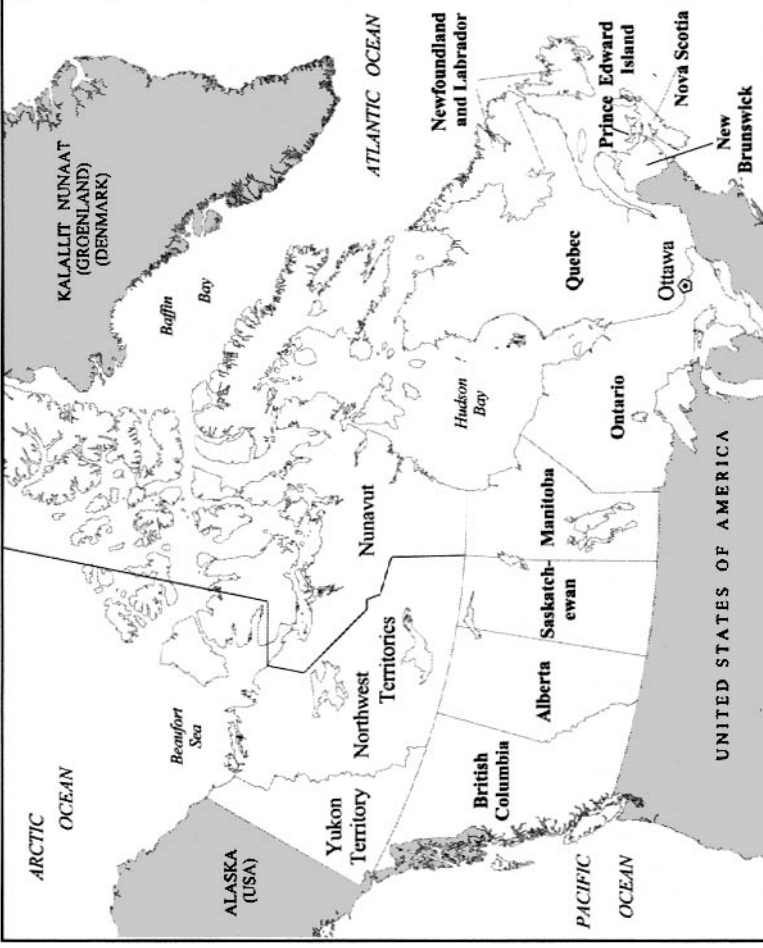 ARCTIC
OCEAN
KALALLIT NUNAAT
(GROENLAND)
(DENMARK)
Baffin
Bay
ATLANTIC OCEAN
Beaufort
Sea
ALASKA
(USA)
Yukon
Territory
Northwest
Territories
Nunavut
Hudson
Bay
Newfoundland
and Labrador
British
Columbia
Alberta
Saskatch-
ewan
Manitoba
Ontario
Quebec
Ottawa
Prince Edward
Island
Nova Scotia
New
Brunswick
PACIFIC
OCEAN
UNITED STATES OF AMERICA